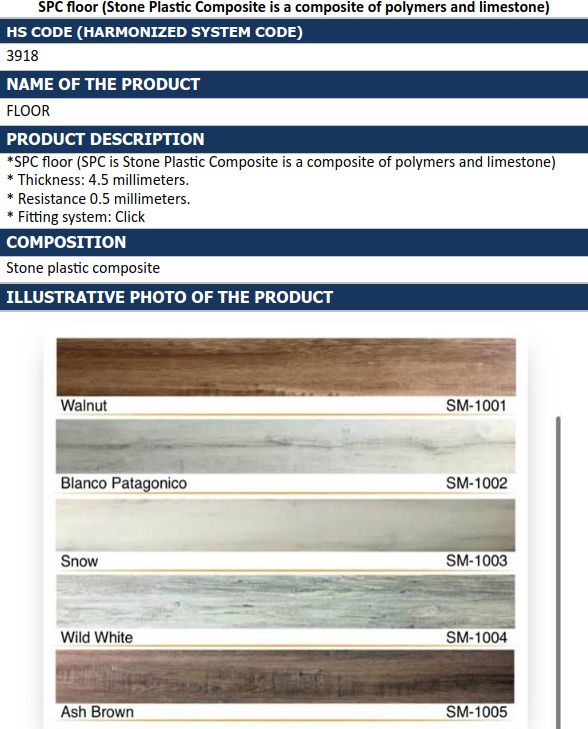 SPC floor (Stone Plastic Composite is a composite of polymers and limestone)
HS CODE (HARMONIZED SYSTEM CODE)
3918
NAME OF THE PRODUCT
FLOOR
PRODUCT DESCRIPTION
*SPC floor (SPC is Stone Plastic Composite is a composite of polymers and limestone)
* Thickness: 4.5 millimeters.
* Resistance 0.5 millimeters.
* Fitting system: Click
COMPOSITION
Stone plastic composite
ILLUSTRATIVE PHOTO OF THE PRODUCT
Walnut SM-1001
Blanco Patagonico SM-1002
Snow SM-1003
Wild White SM-1004
Ash Brown SM-1005